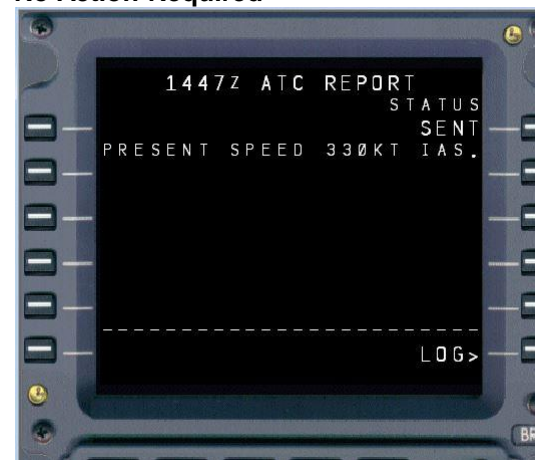 No Action Required
1447Z ATC REPORT
STATUS
SENT
PRESENT SPEED 330KT IAS.
LOG>